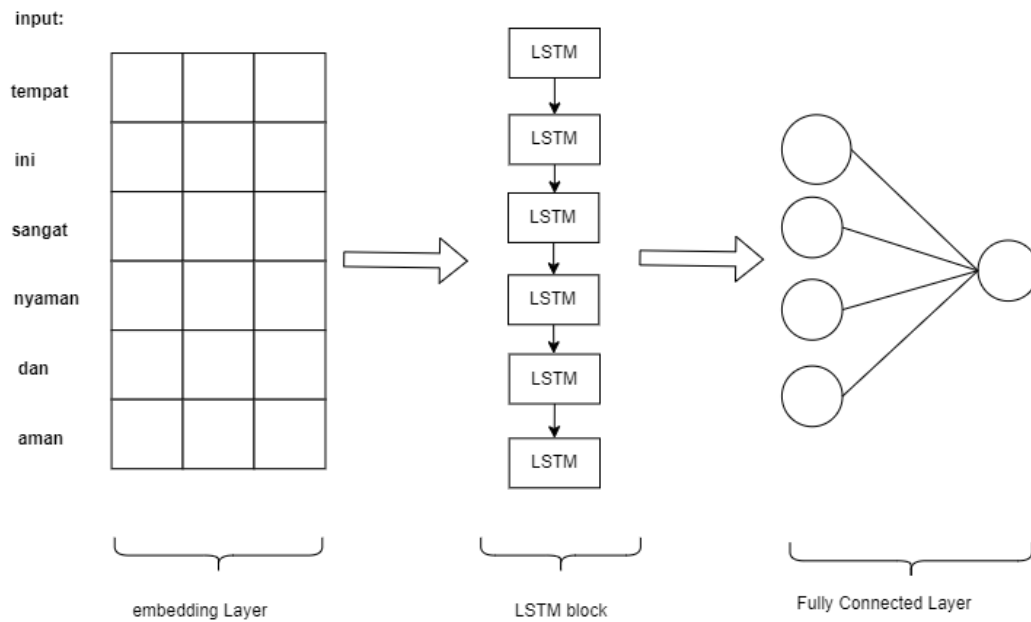 input:
tempat
ini
sangat
nyaman
dan
aman
LSTM
LSTM
LSTM
LSTM
LSTM
LSTM
embedding Layer
LSTM block
Fully Connected Layer